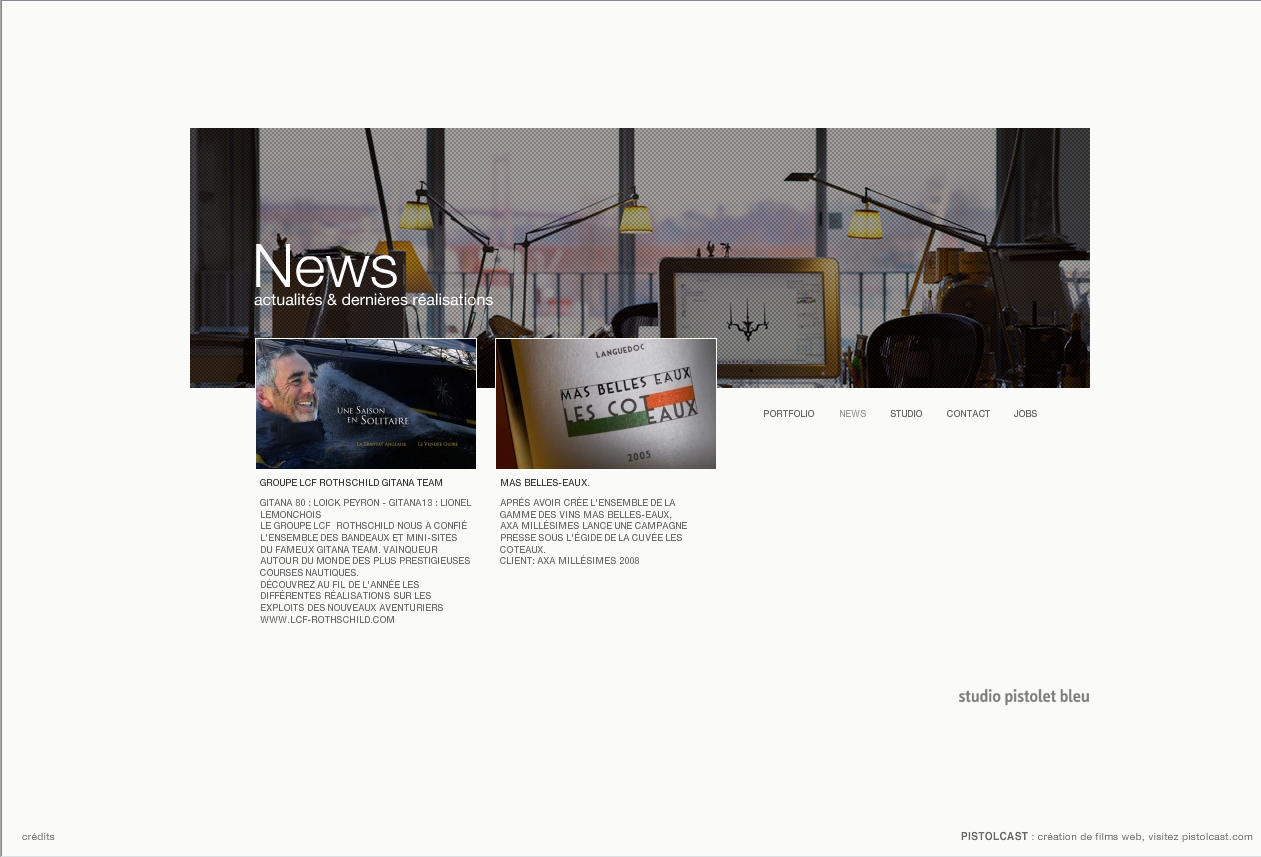 News
actualités & dernières réalisations
UNE SAISON
EN SOLITAIRE
LA TRANSAT ANGLAISE LE VENDÉE GLOBE
LANGUEDOC
MAS BELLES EAUX
LES COTEAUX
2005
PORTFOLIO NEWS STUDIO CONTACT JOBS
GROUPE LCF ROTHSCHILD GITANA TEAM
GITANA 80 : LOICK PEYRON - GITANA13 : LIONEL
LEMONCHOIS
LE GROUPE LCF  ROTHSCHILD NOUS A CONFIÉ
L'ENSEMBLE DES BANDEAUX ET MINI-SITES
DU FAMEUX GITANA TEAM. VAINQUEUR
AUTOUR DU MONDE DES PLUS PRESTIGIEUSES
COURSES NAUTIQUES.
DÉCOUVREZ AU FIL DE L'ANNÉE LES
DIFFÉRENTES RÉALISATIONS SUR LES
EXPLOITS DES NOUVEAUX AVENTURIERS
WWW.LCF-ROTHSCHILD.COM
MAS BELLES-EAUX.
APRÉS AVOIR CRÉE L'ENSEMBLE DE LA
GAMME DES VINS MAS BELLES-EAUX,
AXA MILLÉSIMES LANCE UNE CAMPAGNE
PRESSE SOUS L'ÉGIDE DE LA CUVÉE LES
COTEAUX.
CLIENT: AXA MILLÉSIMES 2008
studio pistolet bleu
crédits
PISTOLCAST : création de films web, visitez pistolcast.com